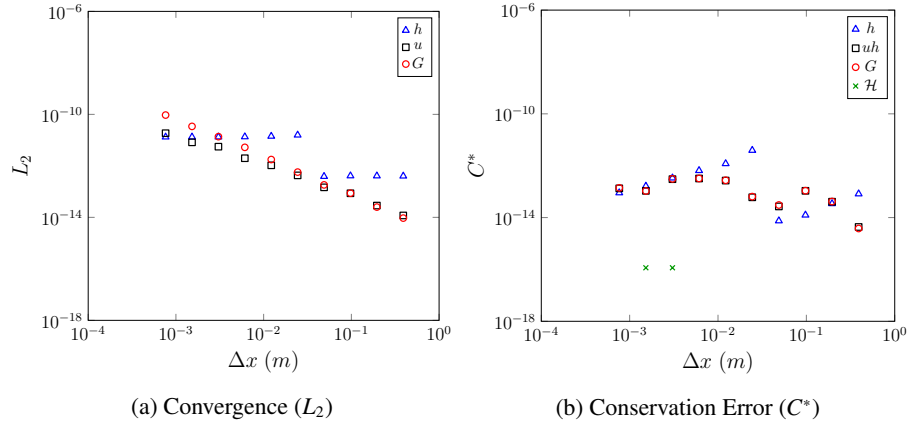 10^{-6}
10^{-10}
10^{-14}
10^{-18}
L_2
h
u
G
10^{-4}
10^{-3}
10^{-2}
10^{-1}
10^0
Δx (m)
(a) Convergence (L_2)
10^{-6}
10^{-10}
10^{-14}
10^{-18}
C^*
h
uh
G
ℋ
10^{-4}
10^{-3}
10^{-2}
10^{-1}
10^0
Δx (m)
(b) Conservation Error (C^*)